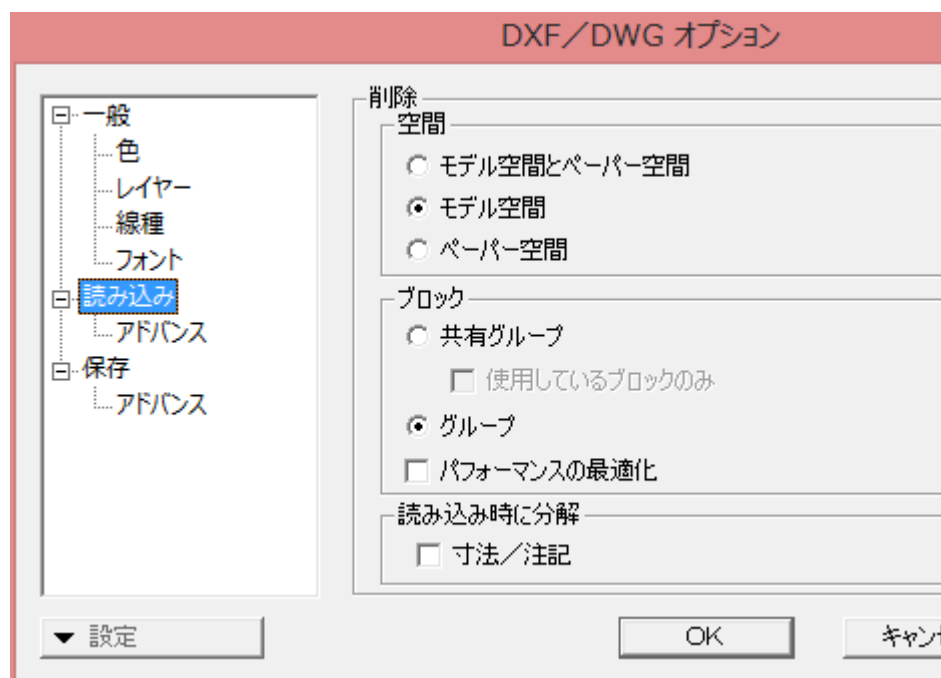 DXF／DWG オプション
一般
色
レイヤー
線種
フォント
読み込み
アドバンス
保存
アドバンス
設定
削除
空間
モデル空間とペーパー空間
モデル空間
ペーパー空間
ブロック
共有グループ
使用しているブロックのみ
グループ
パフォーマンスの最適化
読み込み時に分解
寸法／注記
OK
キャンセ